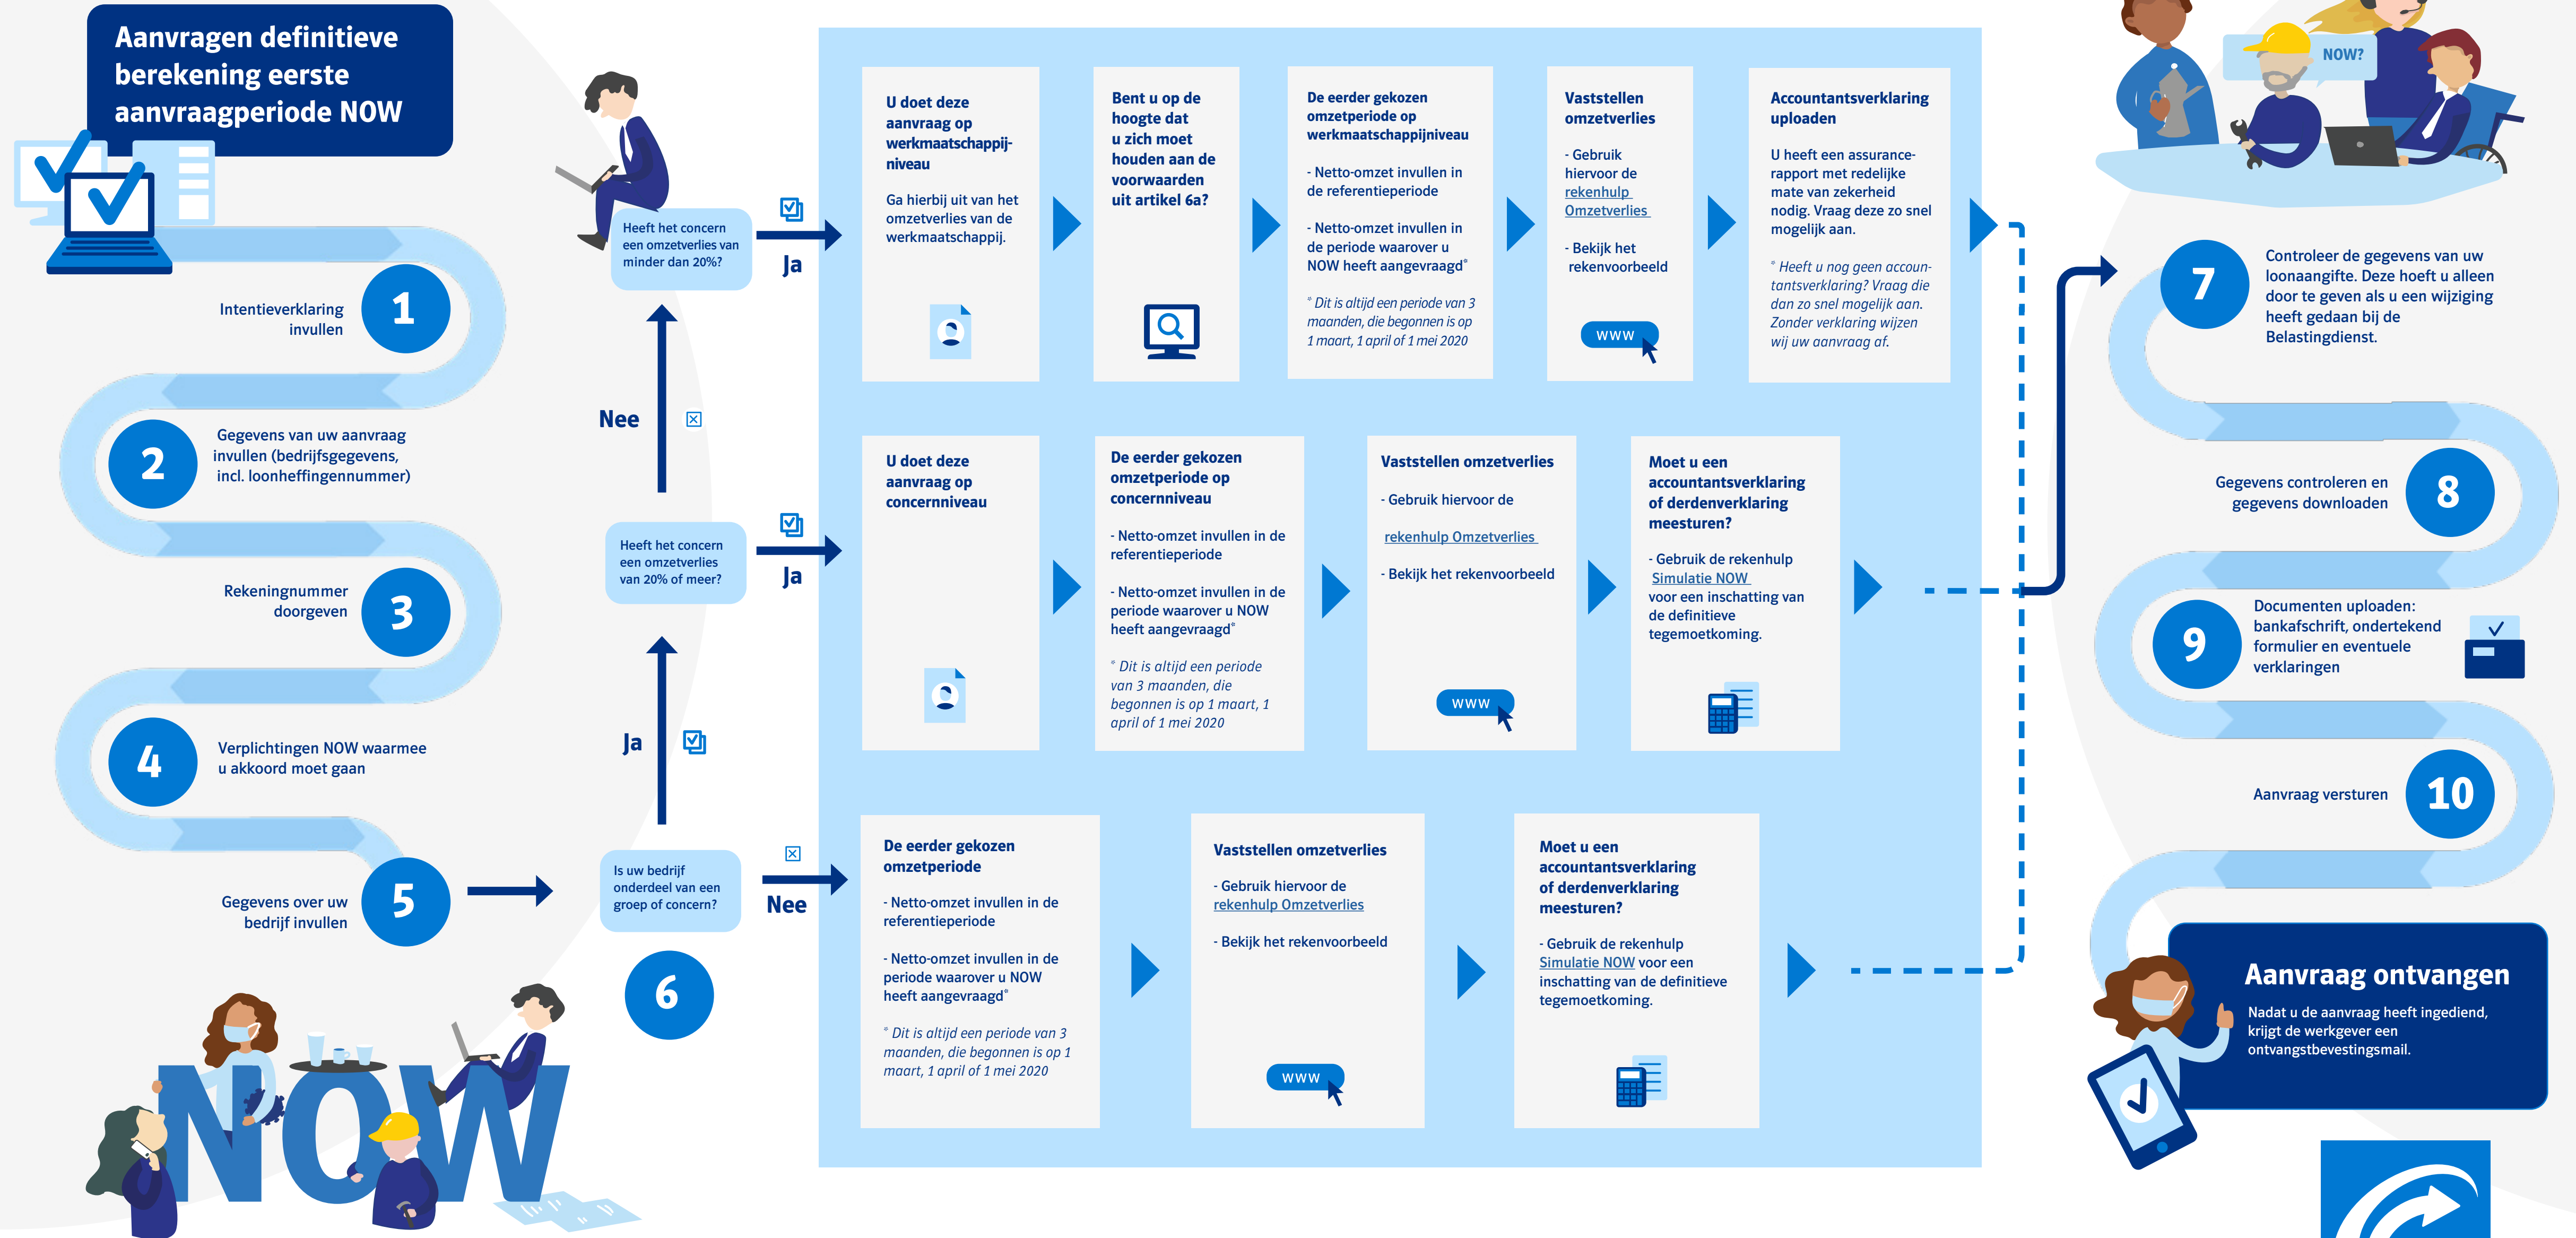 Aanvragen definitieve
berekening eerste
aanvraagperiode NOW
1
Intentieverklaring
invullen
2
Gegevens van uw aanvraag
invullen (bedrijfsgegevens,
incl. loonheffingennummer)
3
Rekeningnummer
doorgeven
4
Verplichtingen NOW waarmee
u akkoord moet gaan
5
Gegevens over uw
bedrijf invullen
NOW
6
Is uw bedrijf
onderdeel van een
groep of concern?
Nee
Ja
Heeft het concern
een omzetverlies
van 20% of meer?
Ja
Nee
Heeft het concern
een omzetverlies van
minder dan 20%?
Ja
U doet deze
aanvraag op
werkmaatschappij-
niveau
Ga hierbij uit van het
omzetverlies van de
werkmaatschappij.
Bent u op de
hoogte dat
u zich moet
houden aan de
voorwaarden
uit artikel 6a?
De eerder gekozen
omzetperiode op
werkmaatschappijniveau
- Netto-omzet invullen in
de referentieperiode
- Netto-omzet invullen in
de periode waarover u
NOW heeft aangevraagd*
* Dit is altijd een periode van 3
maanden, die begonnen is op
1 maart, 1 april of 1 mei 2020
Vaststellen
omzetverlies
- Gebruik
hiervoor de
rekenhulp
Omzetverlies
- Bekijk het
rekenvoorbeeld
www
Accountantsverklaring
uploaden
U heeft een assurance-
rapport met redelijke
mate van zekerheid
nodig. Vraag deze zo snel
mogelijk aan.
* Heeft u nog geen accoun-
tantsverklaring? Vraag die
dan zo snel mogelijk aan.
Zonder verklaring wijzen
wij uw aanvraag af.
U doet deze
aanvraag op
concernniveau
De eerder gekozen
omzetperiode op
concernniveau
- Netto-omzet invullen in de
referentieperiode
- Netto-omzet invullen in de
periode waarover u NOW
heeft aangevraagd*
* Dit is altijd een periode
van 3 maanden, die
begonnen is op 1 maart, 1
april of 1 mei 2020
Vaststellen omzetverlies
- Gebruik hiervoor de
rekenhulp Omzetverlies
- Bekijk het rekenvoorbeeld
www
Moet u een
accountantsverklaring
of derdenverklaring
meesturen?
- Gebruik de rekenhulp
Simulatie NOW
voor een inschatting van
de definitieve
tegemoetkoming.
De eerder gekozen
omzetperiode
- Netto-omzet invullen in de
referentieperiode
- Netto-omzet invullen in de
periode waarover u NOW
heeft aangevraagd*
* Dit is altijd een periode van 3
maanden, die begonnen is op 1
maart, 1 april of 1 mei 2020
Vaststellen omzetverlies
- Gebruik hiervoor de
rekenhulp Omzetverlies
- Bekijk het rekenvoorbeeld
www
Moet u een
accountantsverklaring
of derdenverklaring
meesturen?
- Gebruik de rekenhulp
Simulatie NOW voor een
inschatting van de definitieve
tegemoetkoming.
NOW?
7
Controleer de gegevens van uw
loonaangifte. Deze hoeft u alleen
door te geven als u een wijziging
heeft gedaan bij de
Belastingdienst.
8
Gegevens controleren en
gegevens downloaden
9
Documenten uploaden:
bankafschrift, ondertekend
formulier en eventuele
verklaringen
10
Aanvraag versturen
Aanvraag ontvangen
Nadat u de aanvraag heeft ingediend,
krijgt de werkgever een
ontvangstbevestingsmail.